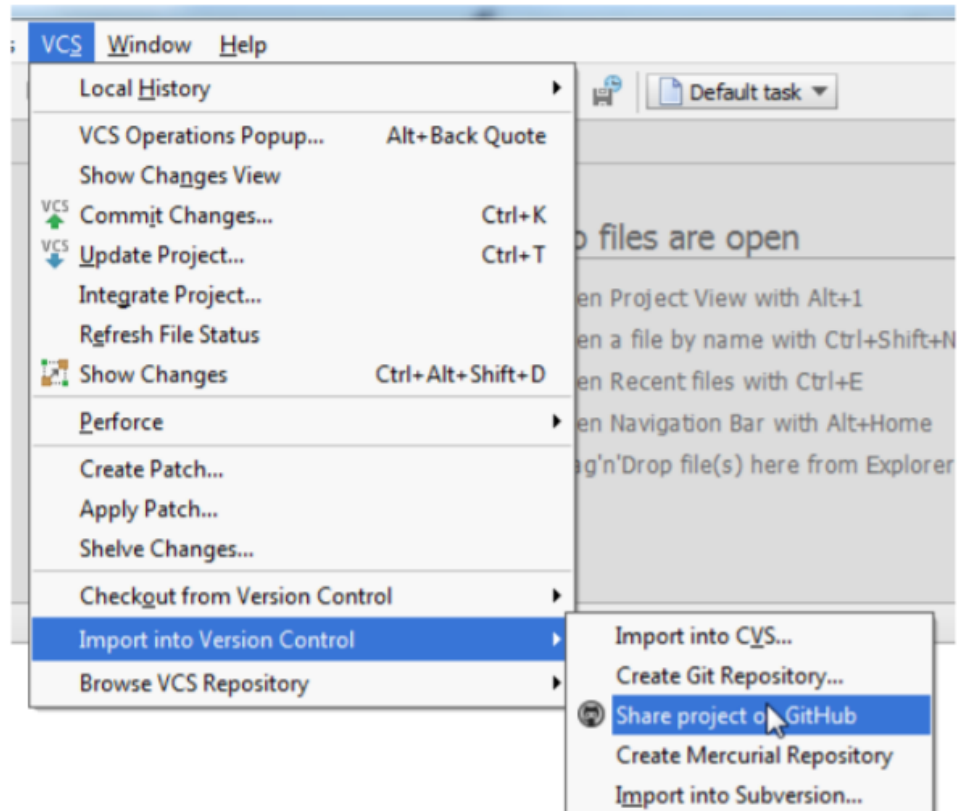 VCS Window Help
Local History
Default task
VCS Operations Popup... Alt+Back Quote
Show Changes View
VCS Commit Changes... Ctrl+K
files are open
VCS Update Project... Ctrl+T
Integrate Project...
en Project View with Alt+1
Refresh File Status
en a file by name with Ctrl+Shift+N
Show Changes Ctrl+Alt+Shift+D
en Recent files with Ctrl+E
Perforce
en Navigation Bar with Alt+Home
Create Patch...
ag'n'Drop file(s) here from Explorer
Apply Patch...
Shelve Changes...
Checkout from Version Control
Import into Version Control
Import into CVS...
Browse VCS Repository
Create Git Repository...
Share project on GitHub
Create Mercurial Repository
Import into Subversion...